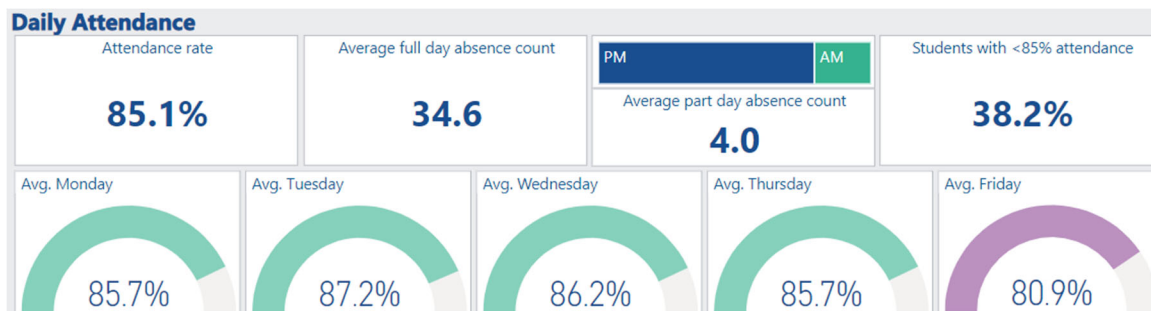 Daily Attendance
Attendance rate
85.1%
Average full day absence count
34.6
PM
AM
Average part day absence count
4.0
Students with <85% attendance
38.2%
Avg. Monday
85.7%
Avg. Tuesday
87.2%
Avg. Wednesday
86.2%
Avg. Thursday
85.7%
Avg. Friday
80.9%